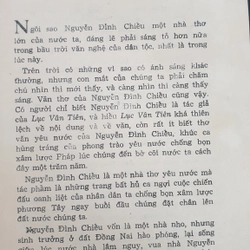 Ngôi sao Nguyễn Đình Chiểu một nhà thơ
lớn của nước ta, đáng lẽ phải sáng tỏ hơn nữa
trong bầu trời văn nghệ của dân tộc, nhất là trong
lúc này.
Trên trời có những vì sao có ánh sáng khác
thường, nhưng con mắt của chúng ta phải chăm
chú nhìn thì mới thấy, và càng nhìn thì càng thấy
sáng. Văn thơ của Nguyễn Đình Chiểu cũng vậy.
Có người chỉ biết Nguyễn Đình Chiểu là tác giả
của Lục Vân Tiên, và hiểu Lục Vân Tiên khá thiên
lệch về nội dung và về văn, còn rất ít biết thơ
văn yêu nước của Nguyễn Đình Chiểu, khúc ca
hùng tráng của phong trào yêu nước chống bọn
xâm lược Pháp lúc chúng đến bờ cõi nước ta cách
đây một trăm năm.
Nguyễn Đình Chiểu là một nhà thơ yêu nước mà
tác phẩm là những trang bất hủ ca ngợi cuộc chiến
đấu oanh liệt của nhân dân ta chống bọn xâm lược
phương Tây ngay buổi đầu chúng đặt chân lên
đất nước chúng ta.
Nguyễn Đình Chiểu vốn là một nhà nho, nhưng
sinh trưởng ở đất Đồng Nai hào phóng, lại sống
nước nhà lâm nguy, vua nhà Nguyễn